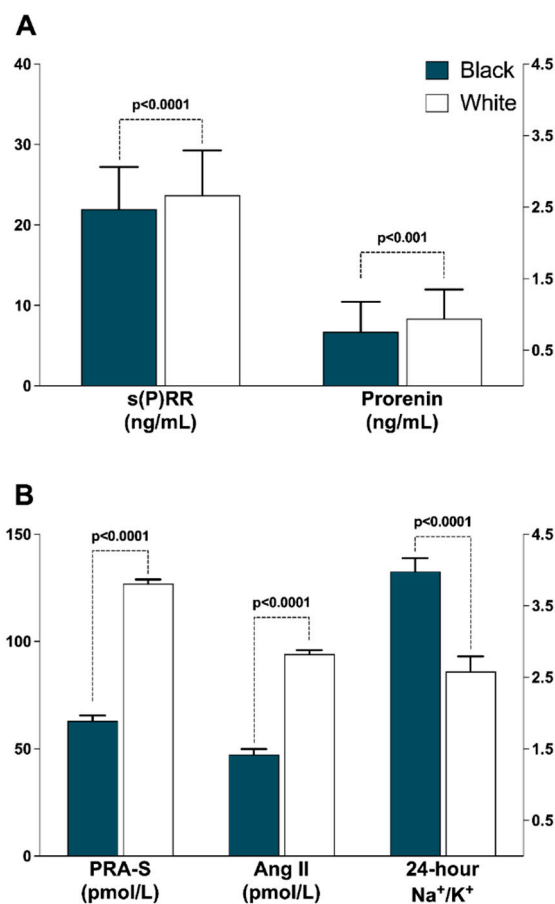 A
40
30
20
10
0
4.5
3.5
2.5
1.5
0.5
Black
White
p<0.0001
p<0.001
s(P)RR
(ng/mL)
Prorenin
(ng/mL)
B
150
100
50
0
4.5
3.5
2.5
1.5
0.5
p<0.0001
p<0.0001
p<0.0001
PRA-S
(pmol/L)
Ang II
(pmol/L)
24-hour
Na⁺/K⁺